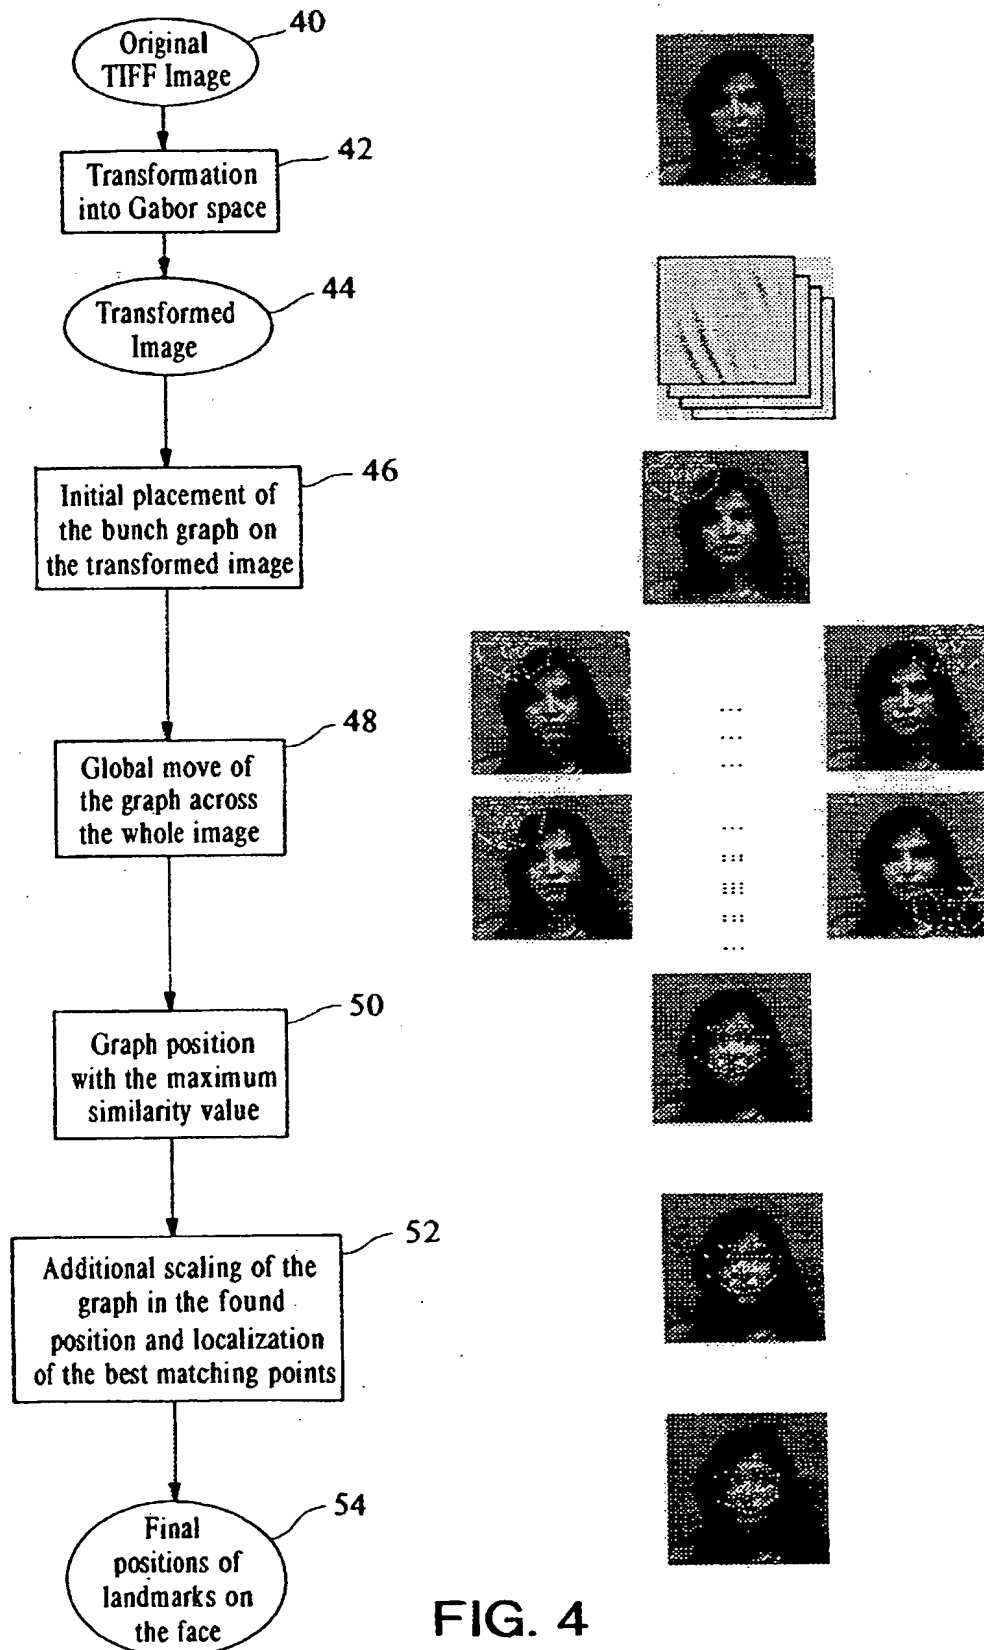 40
Original
TIFF Image
42
Transformation
into Gabor space
44
Transformed
Image
46
Initial placement of
the bunch graph on
the transformed image
48
Global move of
the graph across
the whole image
50
Graph position
with the maximum
similarity value
52
Additional scaling of the
graph in the found
position and localization
of the best matching points
54
Final
positions of
landmarks on
the face
FIG. 4